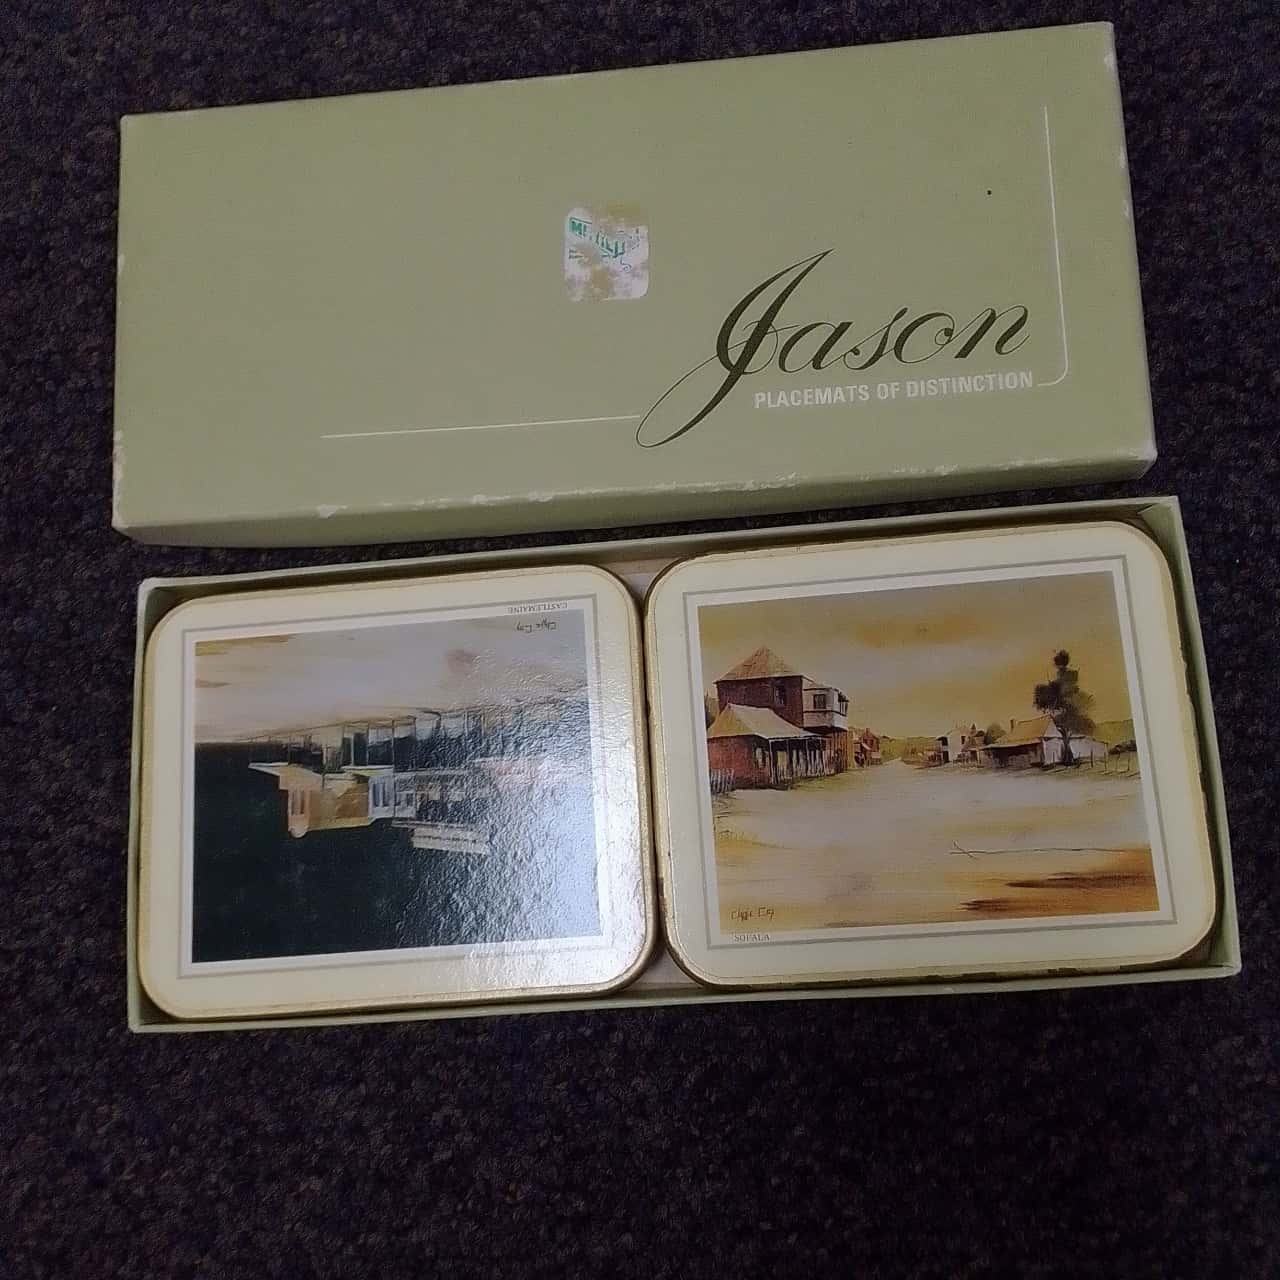 Jason
PLACEMATS OF DISTINCTION
CASTLEMAINE
SOFALA